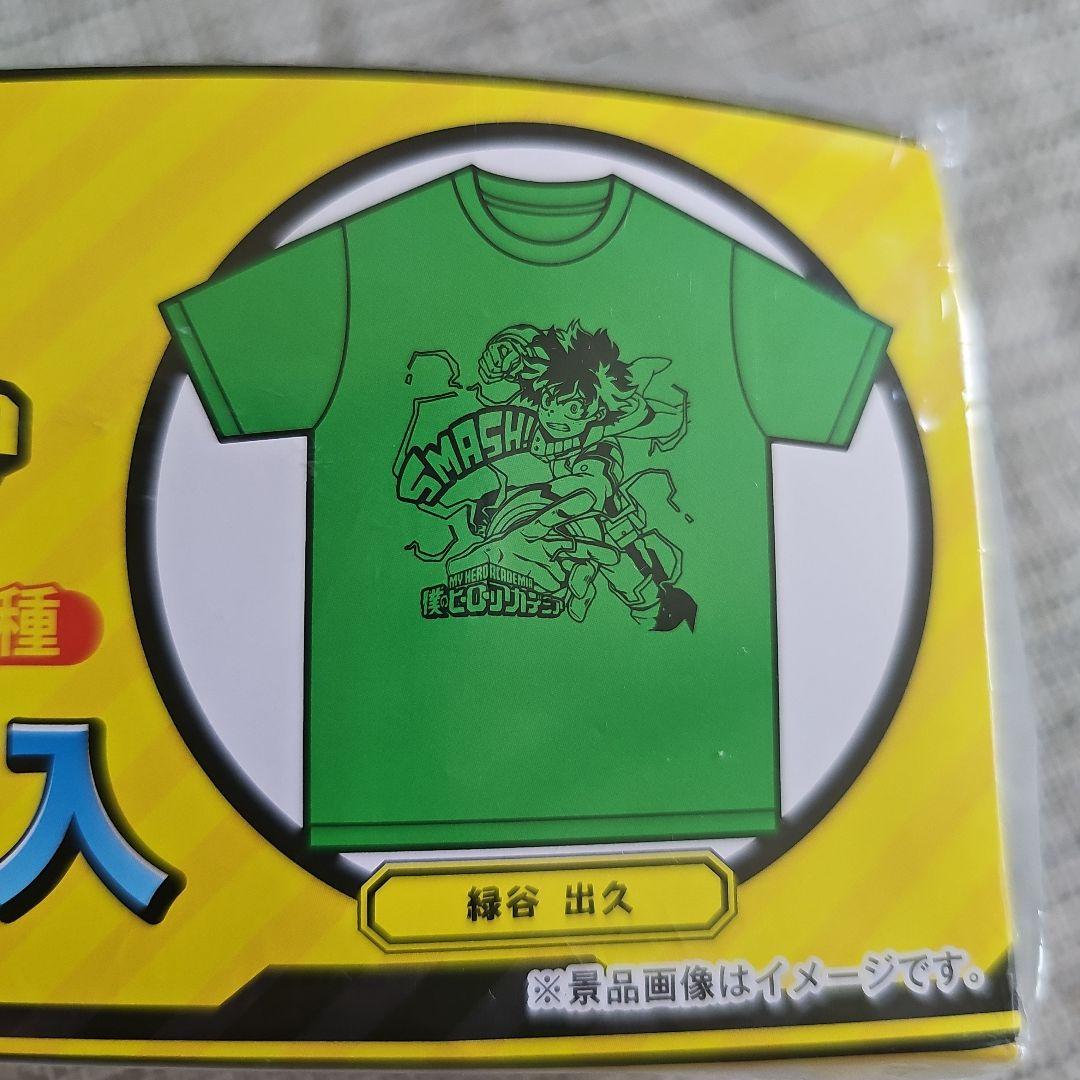 SMASH!
MY HERO ACADEMIA
僕のヒーローアカデミア
種
入
緑谷 出久
※景品画像はイメージです。